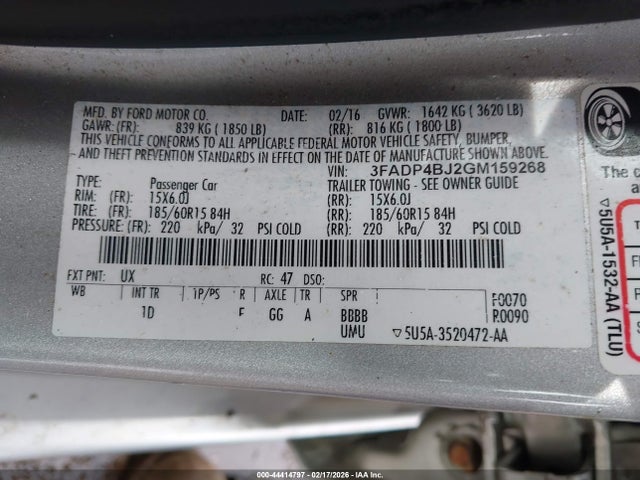 MFD. BY FORD MOTOR CO. DATE: 02/16 GVWR: 1642 KG ( 3620 LB)
GAWR: (FR): 839 KG ( 1850 LB) (RR): 816 KG ( 1800 LB)
THIS VEHICLE CONFORMS TO ALL APPLICABLE FEDERAL MOTOR VEHICLE SAFETY, BUMPER,
AND THEFT PREVENTION STANDARDS IN EFFECT ON THE DATE OF MANUFACTURE SHOWN ABOVE.
VIN: 3FADP4BJ2GM159268
TYPE: Passenger Car TRAILER TOWING - SEE OWNER GUIDE
RIM: (FR): 15X6.0J (RR): 15X6.0J
TIRE: (FR): 185/60R15 84H (RR): 185/60R15 84H
PRESSURE: (FR): 220 kPa/ 32 PSI COLD (RR): 220 kPa/ 32 PSI COLD
EXT PNT: UX RC: 47 DSO:
WB INT TR 1P/PS R AXLE TR SPR F0070
1D F GG A BBBB R0090
UMU ▽5U5A-3520472-AA
The c
a
▽5U5A-1532-AA (TLU)
000-44414797 - 02/17/2026 - IAA, Inc.